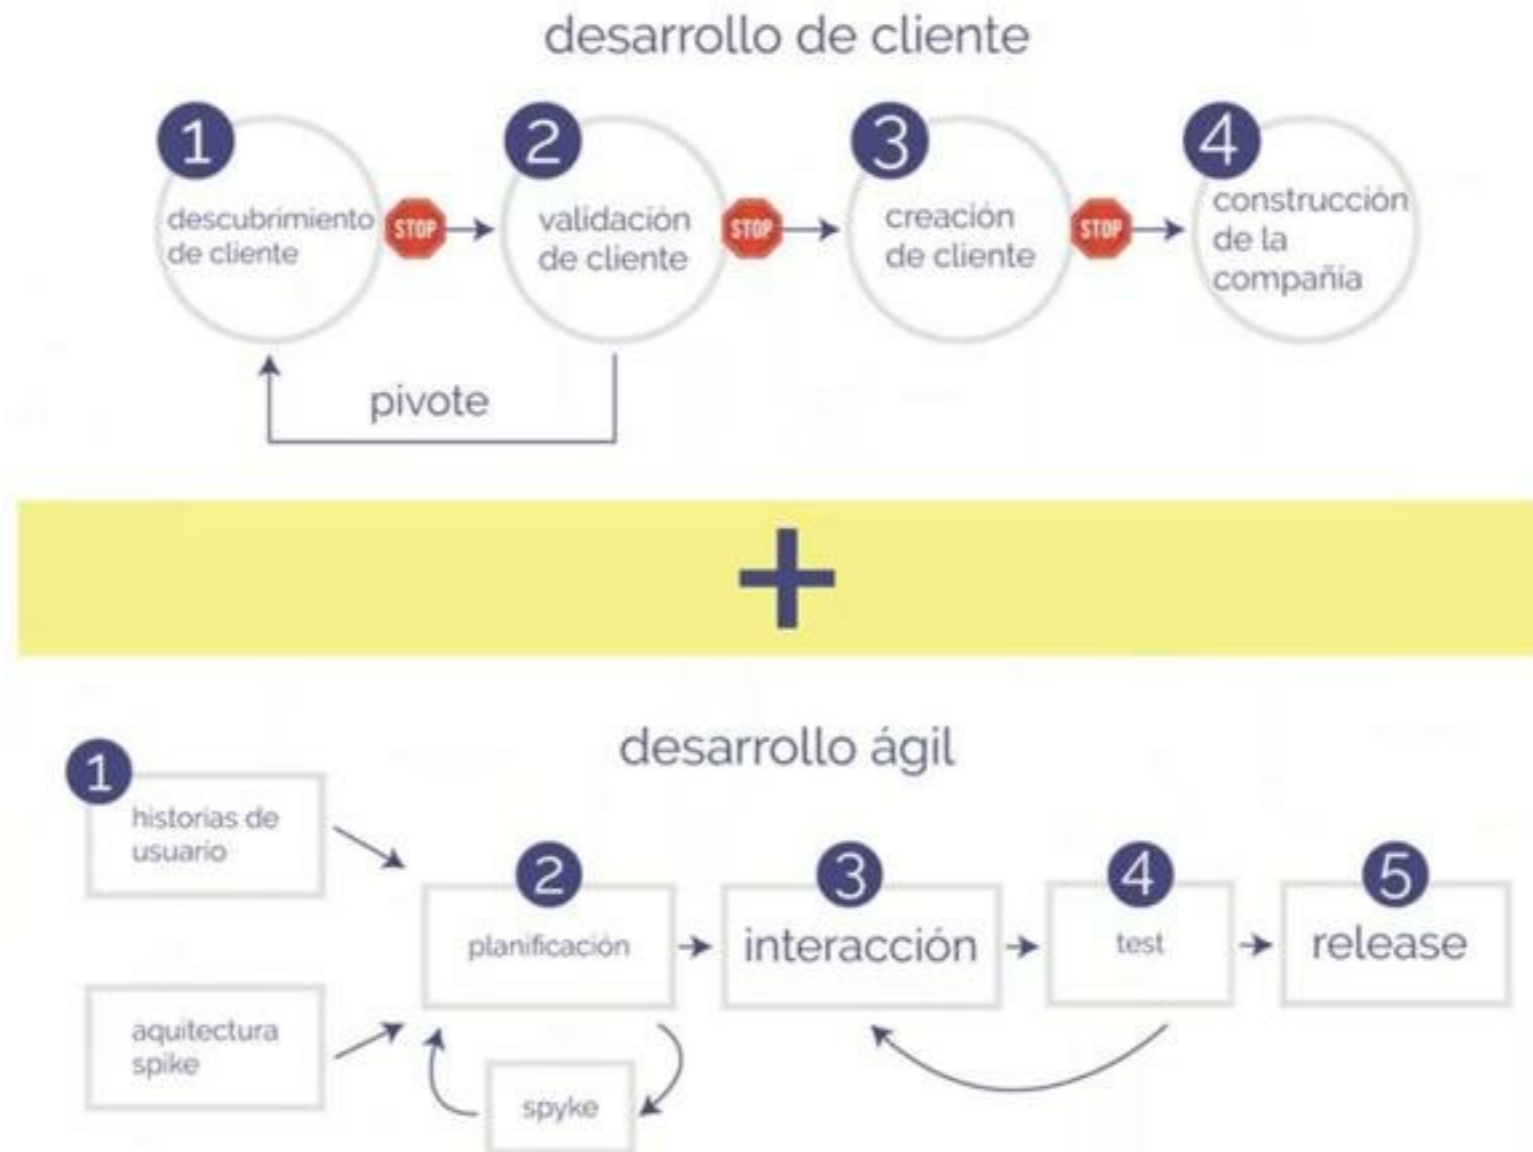 desarrollo de cliente
1
descubrimiento
de cliente
STOP
2
validación
de cliente
STOP
3
creación
de cliente
STOP
4
construcción
de la
compañía
pivote
+
desarrollo ágil
1
historias de
usuario
aquitectura
spike
2
planificación
spyke
3
interacción
4
test
5
release